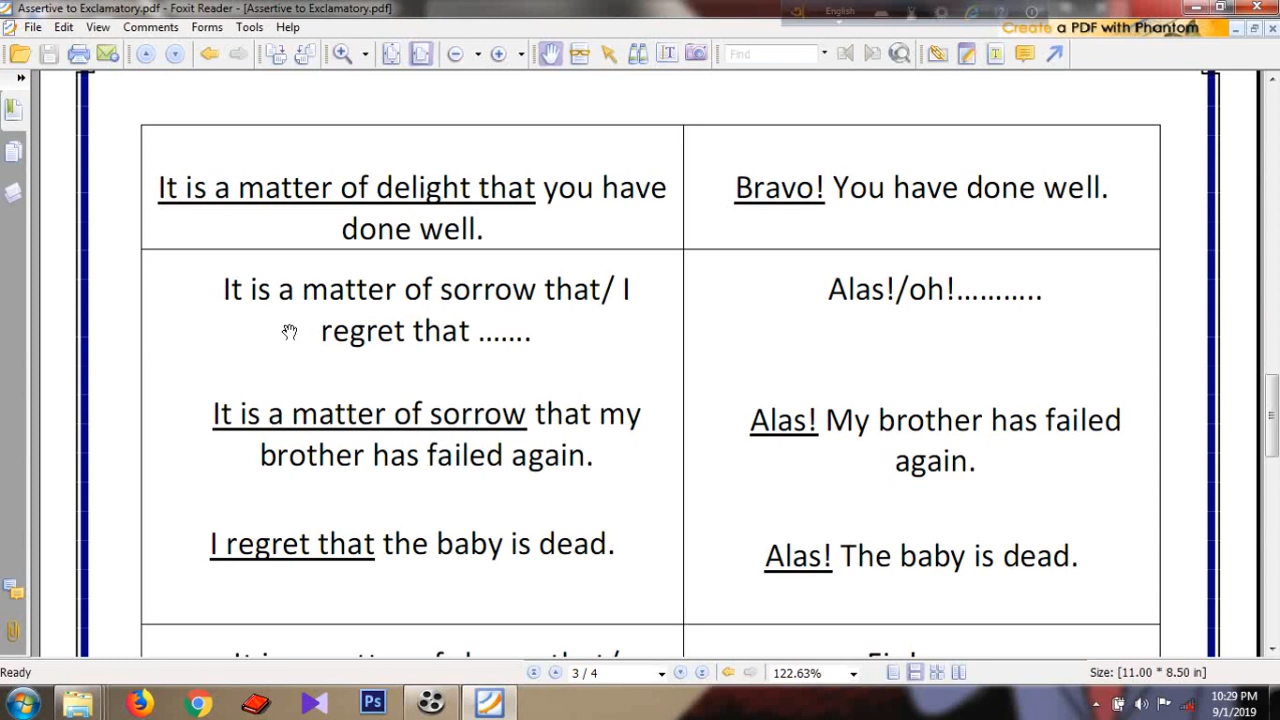 Assertive to Exclamatory.pdf - Foxit Reader - [Assertive to Exclamatory.pdf]
English
File Edit View Comments Forms Tools Help
Create a PDF with Phantom
Find
It is a matter of delight that you have
done well.
Bravo! You have done well.
It is a matter of sorrow that/ I
regret that .......
Alas!/oh!...........
It is a matter of sorrow that my
brother has failed again.
Alas! My brother has failed
again.
I regret that the baby is dead.
Alas! The baby is dead.
Ready
3 / 4
122.63%
Size: [11.00 * 8.50 in]
Ps
10:29 PM
9/1/2019